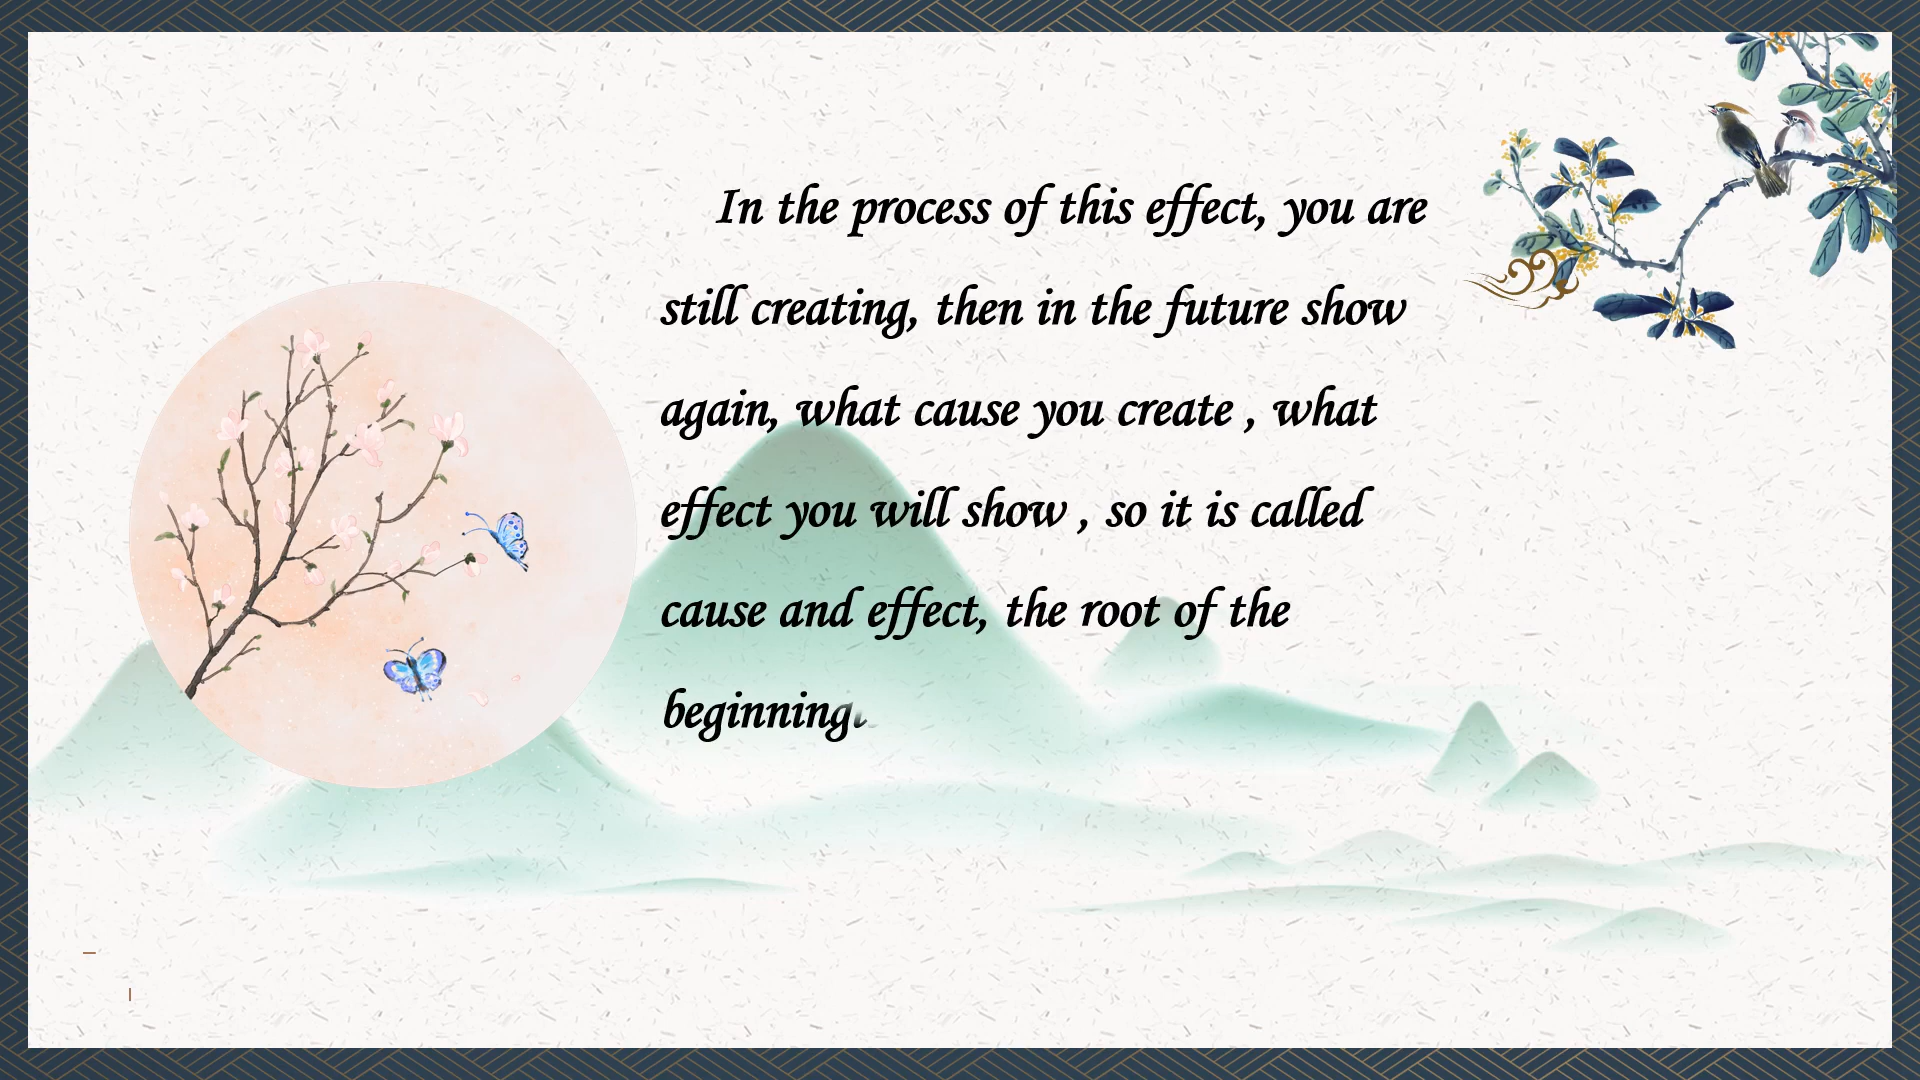 In the process of this effect, you are
still creating, then in the future show
again, what cause you create , what
effect you will show , so it is called
cause and effect, the root of the
beginning